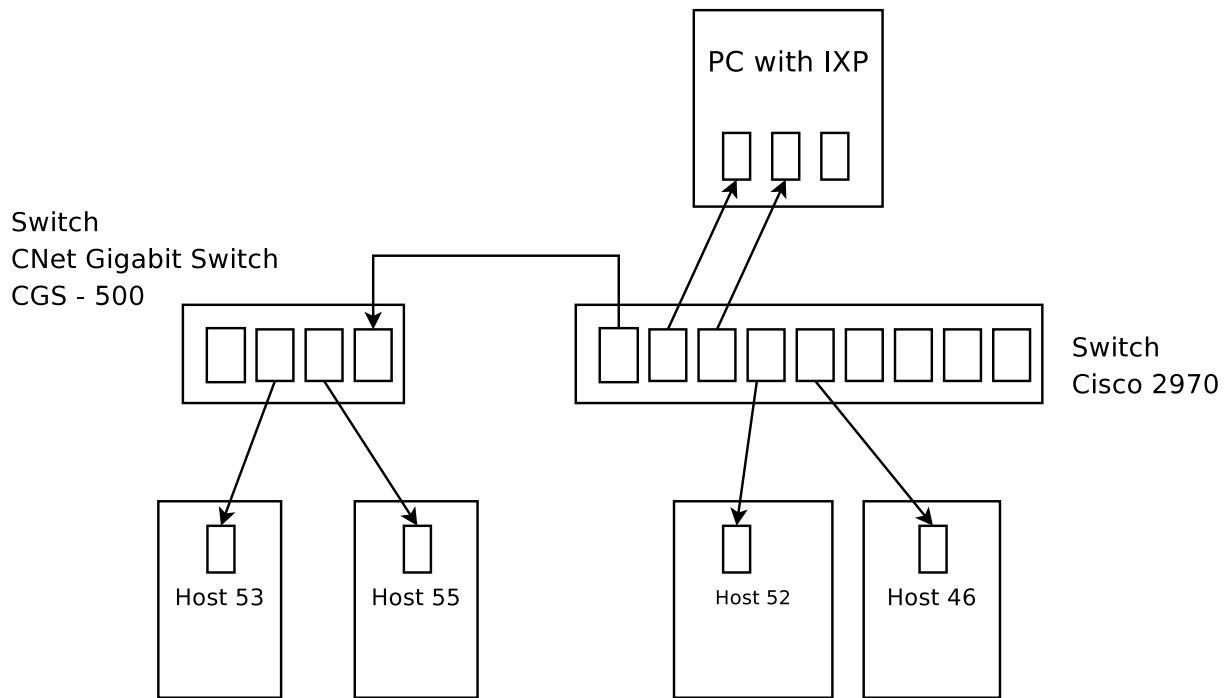 PC with IXP
Switch
CNet Gigabit Switch
CGS - 500
Switch
Cisco 2970
Host 53
Host 55
Host 52
Host 46